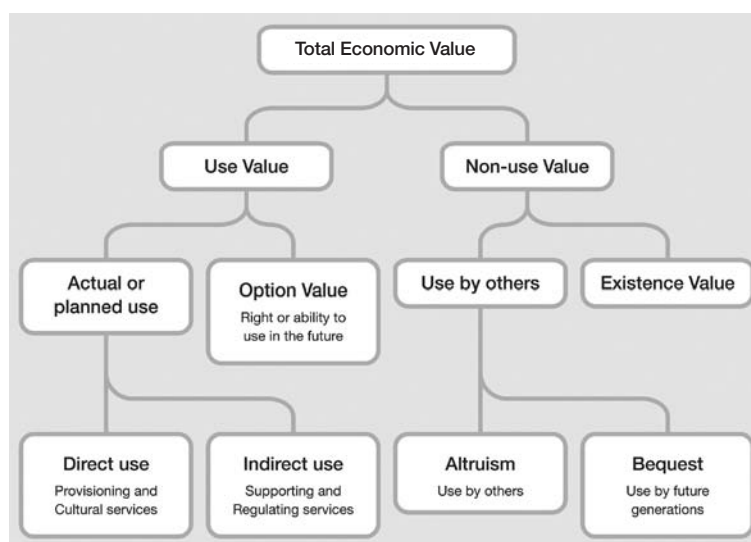 Total Economic Value
Use Value
Non-use Value
Actual or
planned use
Option Value
Right or ability to
use in the future
Use by others
Existence Value
Direct use
Provisioning and
Cultural services
Indirect use
Supporting and
Regulating services
Altruism
Use by others
Bequest
Use by future
generations